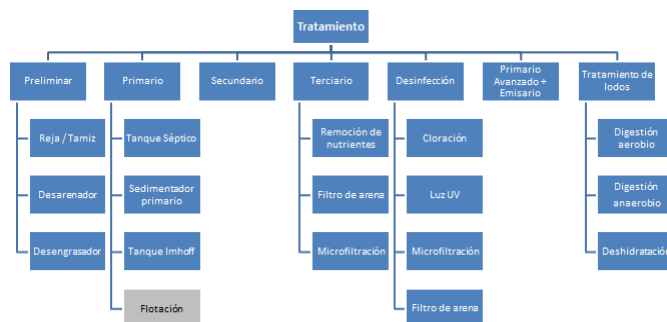 Tratamiento
Preliminar
Primario
Secundario
Terciario
Desinfección
Primario
Avanzado +
Emisario
Tratamiento de
lodos
Reja / Tamiz
Desarenador
Desengrasador
Tanque Séptico
Sedimentador
primario
Tanque Imhoff
Flotación
Remoción de
nutrientes
Filtro de arena
Microfiltración
Cloración
Luz UV
Microfiltración
Filtro de arena
Digestión
aerobio
Digestión
anaerobio
Deshidratación